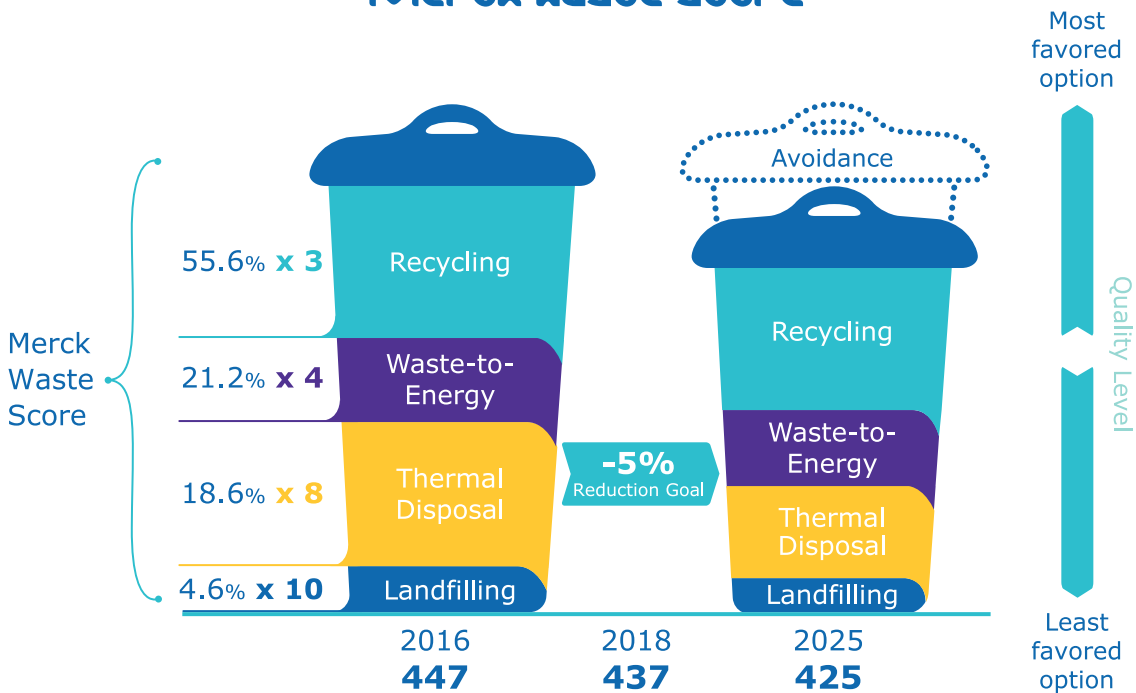 Most
favored
option
Avoidance
55.6% x 3
Recycling
Recycling
Merck
Waste
Score
21.2% x 4
Waste-to-
Energy
Waste-to-
Energy
18.6% x 8
Thermal
Disposal
-5%
Reduction Goal
Thermal
Disposal
4.6% x 10
Landfilling
Landfilling
Quality Level
2016
447
2018
437
2025
425
Least
favored
option